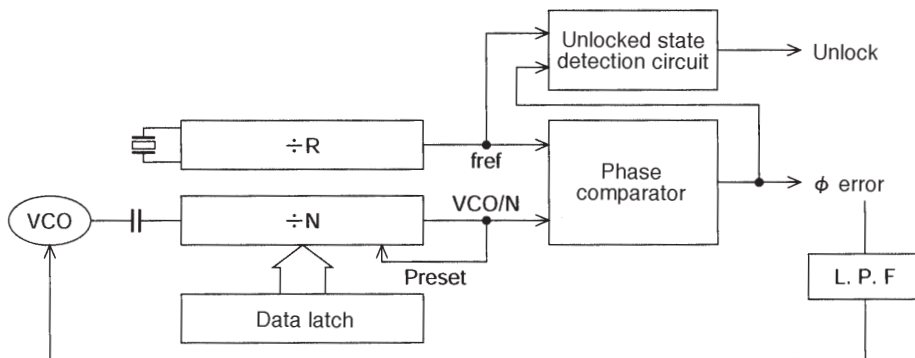 Unlocked state
detection circuit
Unlock
÷R
fref
Phase
comparator
VCO
÷N
VCO/N
ϕ error
Preset
L. P. F
Data latch